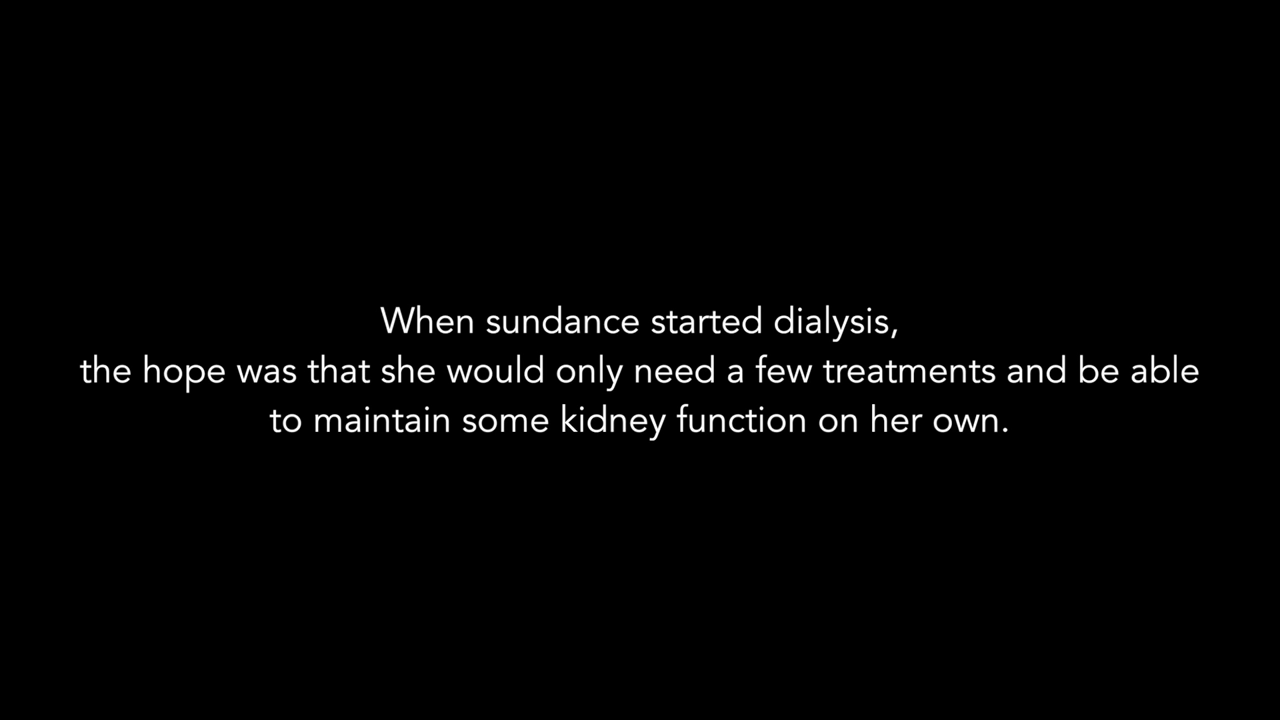 When sundance started dialysis,
the hope was that she would only need a few treatments and be able
to maintain some kidney function on her own.